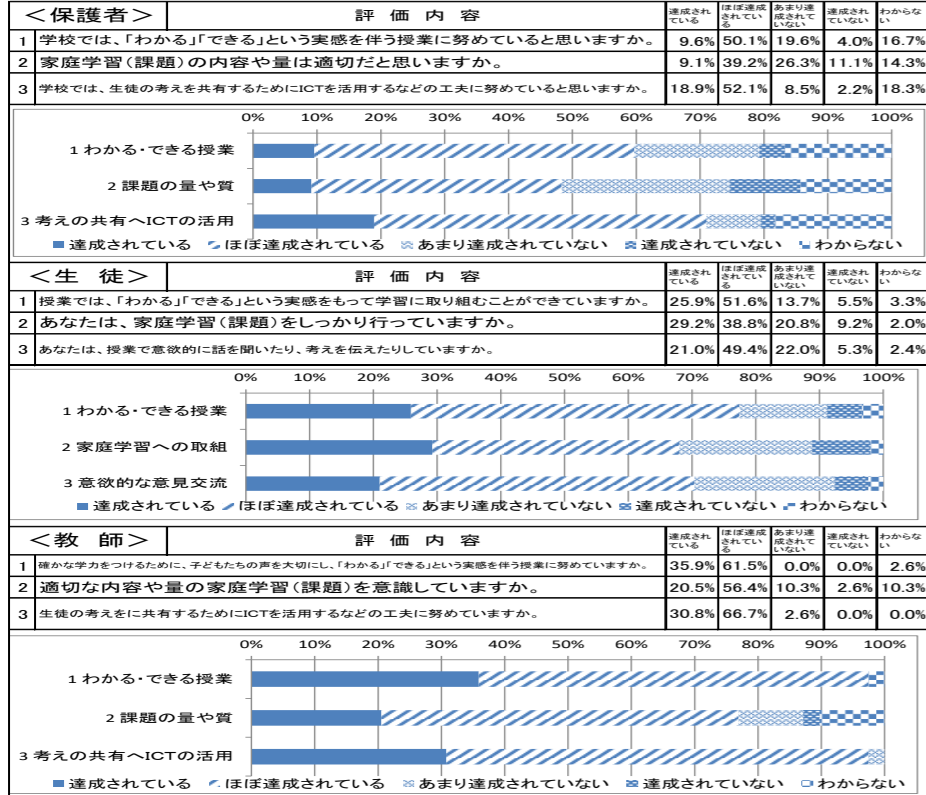 ＜保護者＞ 評価内容 達成されている ほぼ達成されている あまり達成されていない 達成されていない わからない
1 学校では、「わかる」「できる」という実感を伴う授業に努めていると思いますか。 9.6% 50.1% 19.6% 4.0% 16.7%
2 家庭学習(課題)の内容や量は適切だと思いますか。 9.1% 39.2% 26.3% 11.1% 14.3%
3 学校では、生徒の考えを共有するためにICTを活用するなどの工夫に努めていると思いますか。 18.9% 52.1% 8.5% 2.2% 18.3%
0% 10% 20% 30% 40% 50% 60% 70% 80% 90% 100%
1 わかる・できる授業
2 課題の量や質
3 考えの共有へICTの活用
達成されている ほぼ達成されている あまり達成されていない 達成されていない わからない
＜生 徒＞ 評価内容 達成されている ほぼ達成されている あまり達成されていない 達成されていない わからない
1 授業では、「わかる」「できる」という実感をもって学習に取り組むことができていますか。 25.9% 51.6% 13.7% 5.5% 3.3%
2 あなたは、家庭学習(課題)をしっかり行っていますか。 29.2% 38.8% 20.8% 9.2% 2.0%
3 あなたは、授業で意欲的に話を聞いたり、考えを伝えたりしていますか。 21.0% 49.4% 22.0% 5.3% 2.4%
0% 10% 20% 30% 40% 50% 60% 70% 80% 90% 100%
1 わかる・できる授業
2 家庭学習への取組
3 意欲的な意見交流
達成されている ほぼ達成されている あまり達成されていない 達成されていない わからない
＜教 師＞ 評価内容 達成されている ほぼ達成されている あまり達成されていない 達成されていない わからない
1 確かな学力をつけるために、子どもたちの声を大切にし、「わかる」「できる」という実感を伴う授業に努めていますか。 35.9% 61.5% 0.0% 0.0% 2.6%
2 適切な内容や量の家庭学習(課題)を意識していますか。 20.5% 56.4% 10.3% 2.6% 10.3%
3 生徒の考えをに共有するためにICTを活用するなどの工夫に努めていますか。 30.8% 66.7% 2.6% 0.0% 0.0%
0% 10% 20% 30% 40% 50% 60% 70% 80% 90% 100%
1 わかる・できる授業
2 課題の量や質
3 考えの共有へICTの活用
達成されている ほぼ達成されている あまり達成されていない 達成されていない わからない